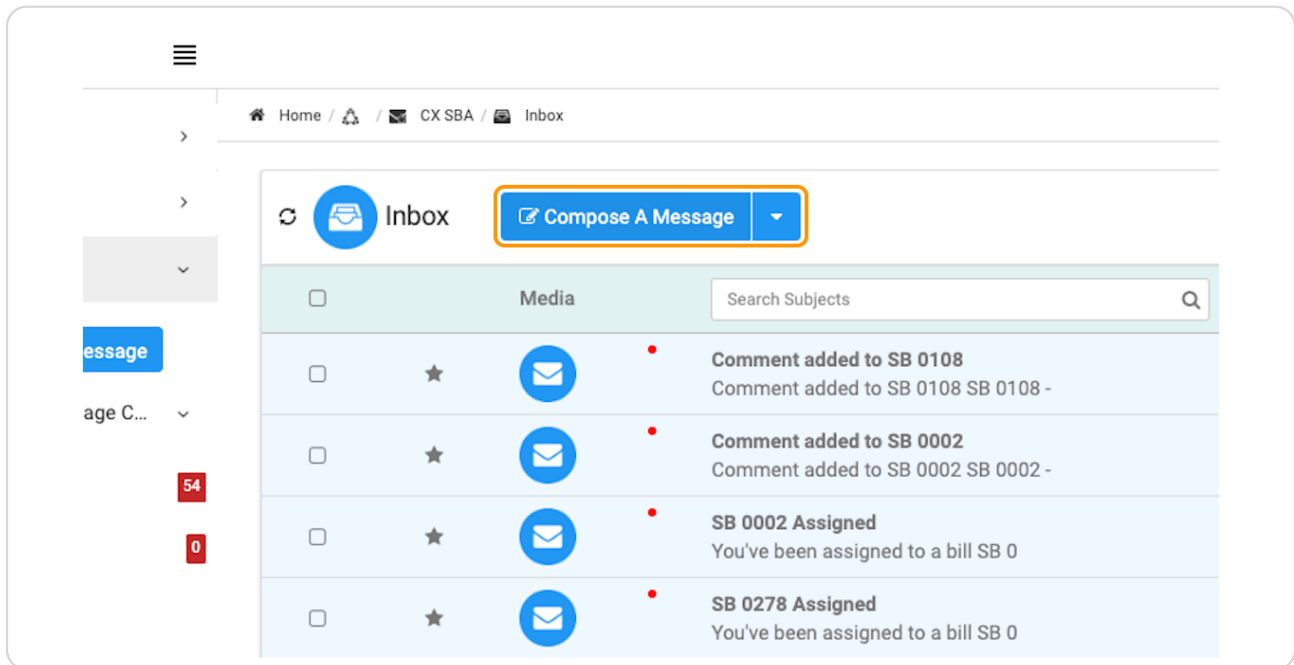 Home / / CX SBA / Inbox
Inbox
Compose A Message
Media
Search Subjects
essage
age C...
54
0
Comment added to SB 0108
Comment added to SB 0108 SB 0108 -
Comment added to SB 0002
Comment added to SB 0002 SB 0002 -
SB 0002 Assigned
You've been assigned to a bill SB 0
SB 0278 Assigned
You've been assigned to a bill SB 0